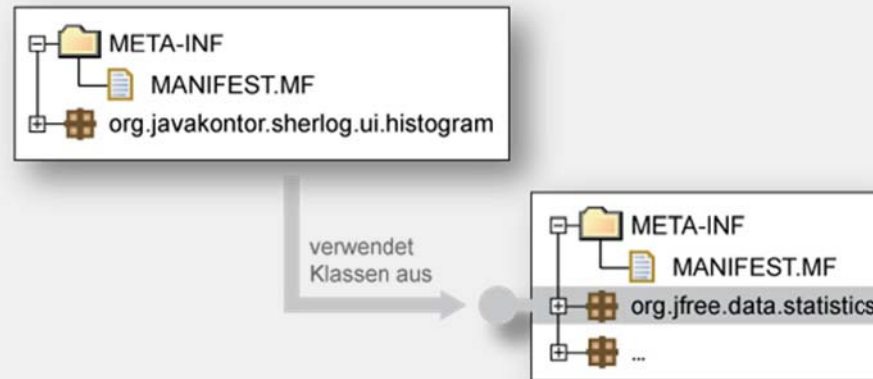 META-INF
MANIFEST.MF
org.javakontor.sherlog.ui.histogram
verwendet
Klassen aus
META-INF
MANIFEST.MF
org.jfree.data.statistics
...